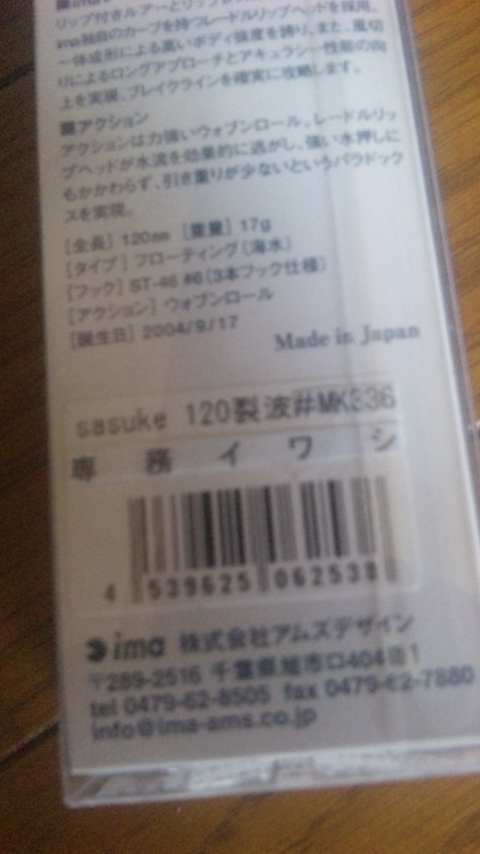 リップ付きルアーとリップレス
ima独自のカーブを持つレードルリップヘッドを採用。
一体成形による高いボディ強度を誇り、また、風切
りによるロングアプローチとアキュラシー性能の向
上を実現、ブレイクラインを確実に攻略します。
■アクション
アクションは力強いウォブンロール。レードルリッ
プヘッドが水流を効果的に逃がし、強い水押しに
もかかわらず、引き重りが少ないというパラドック
スを実現。
[全長] 120㎜ [重量] 17g
[タイプ] フローティング(海水)
[フック] ST-46 #6(3本フック仕様)
[アクション] ウォブンロール
[誕生日] 2004/9/17
Made in Japan
sasuke 120裂波#MK336
専務イワシ
4 539625 062538
ima 株式会社アムズデザイン
〒289-2516 千葉県旭市ロ404番1
tel 0479-62-8505 fax 0479-62-7880
info@ima-ams.co.jp